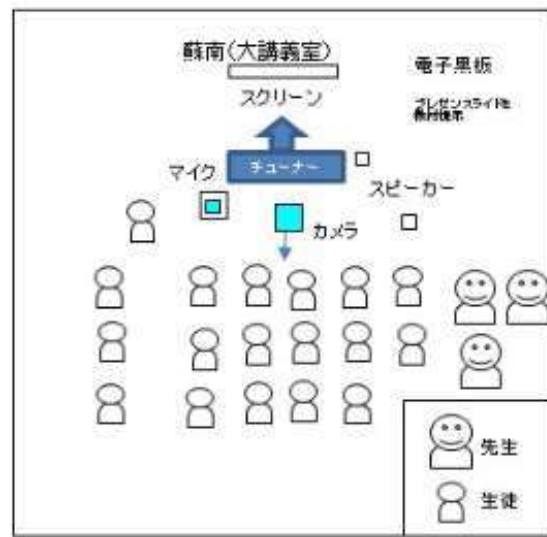 蘇南(大講義室)
スクリーン
電子黒板
チューナー
マイク
スピーカー
カメラ
先生
生徒